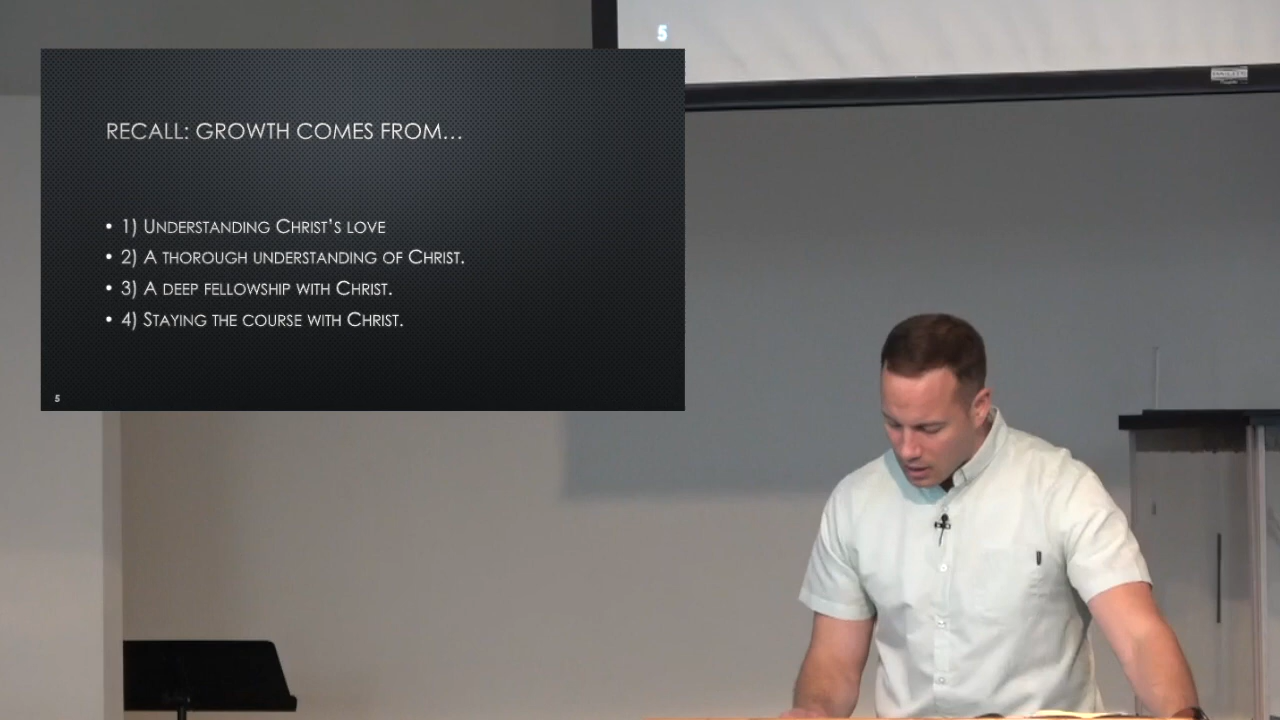 5
RECALL: GROWTH COMES FROM…
• 1) UNDERSTANDING CHRIST'S LOVE
• 2) A THOROUGH UNDERSTANDING OF CHRIST.
• 3) A DEEP FELLOWSHIP WITH CHRIST.
• 4) STAYING THE COURSE WITH CHRIST.
5